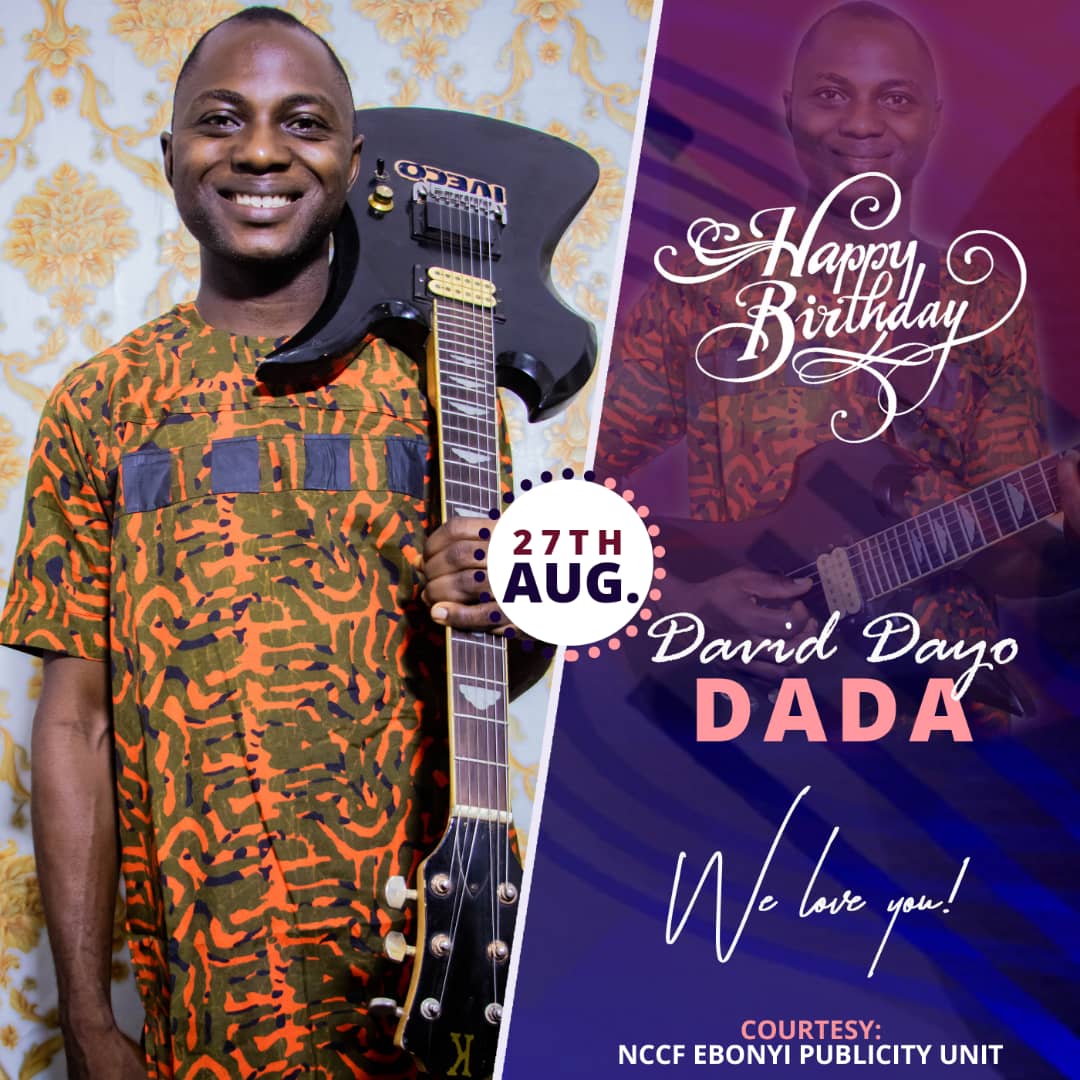 IVECO
K
Happy
Birthday
27TH
AUG.
David Dayo
DADA
We love you!
COURTESY:
NCCF EBONYI PUBLICITY UNIT